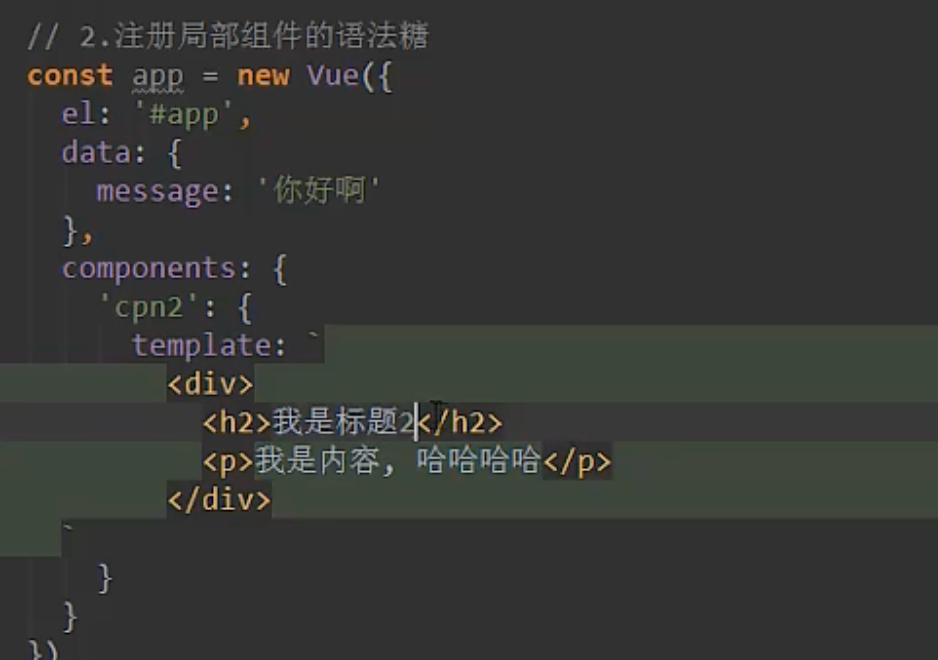 // 2.注册局部组件的语法糖
const app = new Vue({
  el: '#app',
  data: {
    message: '你好啊'
  },
  components: {
    'cpn2': {
      template: `
        <div>
          <h2>我是标题2</h2>
          <p>我是内容, 哈哈哈哈</p>
        </div>
  `
    }
  }
})